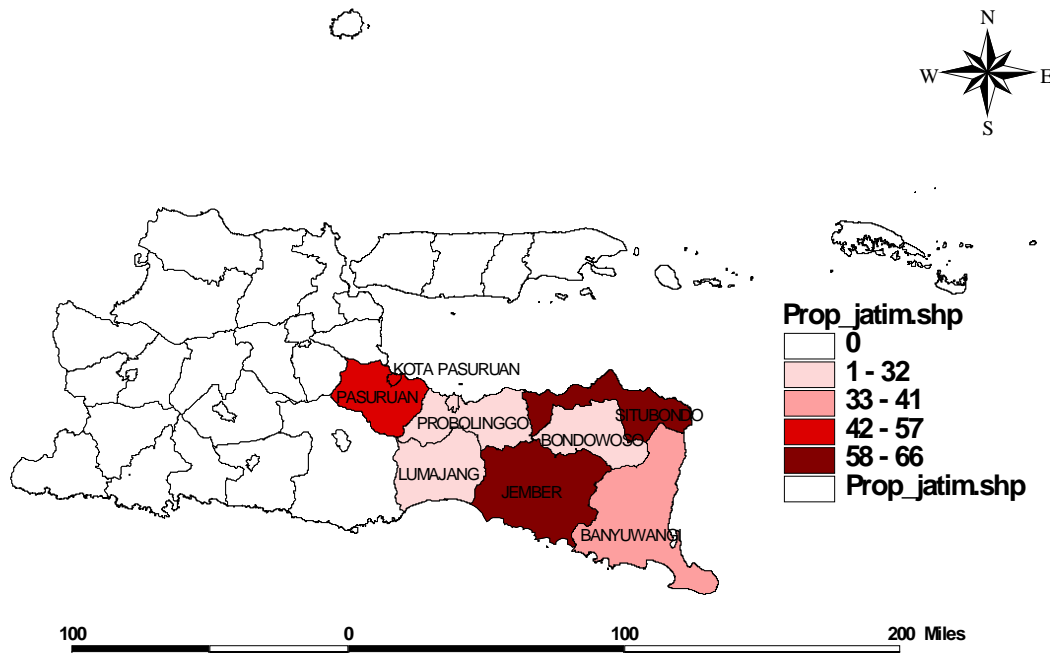 N
W E
S
Prop_jatim.shp
0
1 - 32
33 - 41
42 - 57
58 - 66
Prop_jatim.shp
KOTA PASURUAN
PASURUAN
PROBOLINGGO
SITUBONDO
BONDOWOSO
LUMAJANG
JEMBER
BANYUWANGI
100 0 100 200 Miles